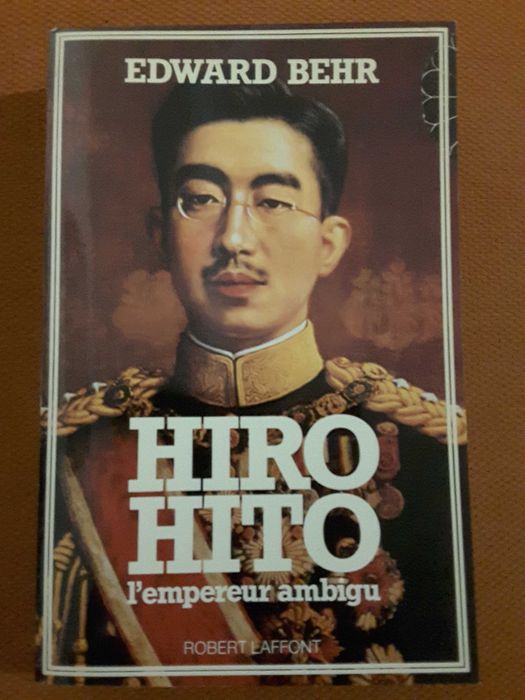 EDWARD BEHR
HIRO
HITO
l'empereur ambigu
ROBERT LAFFONT